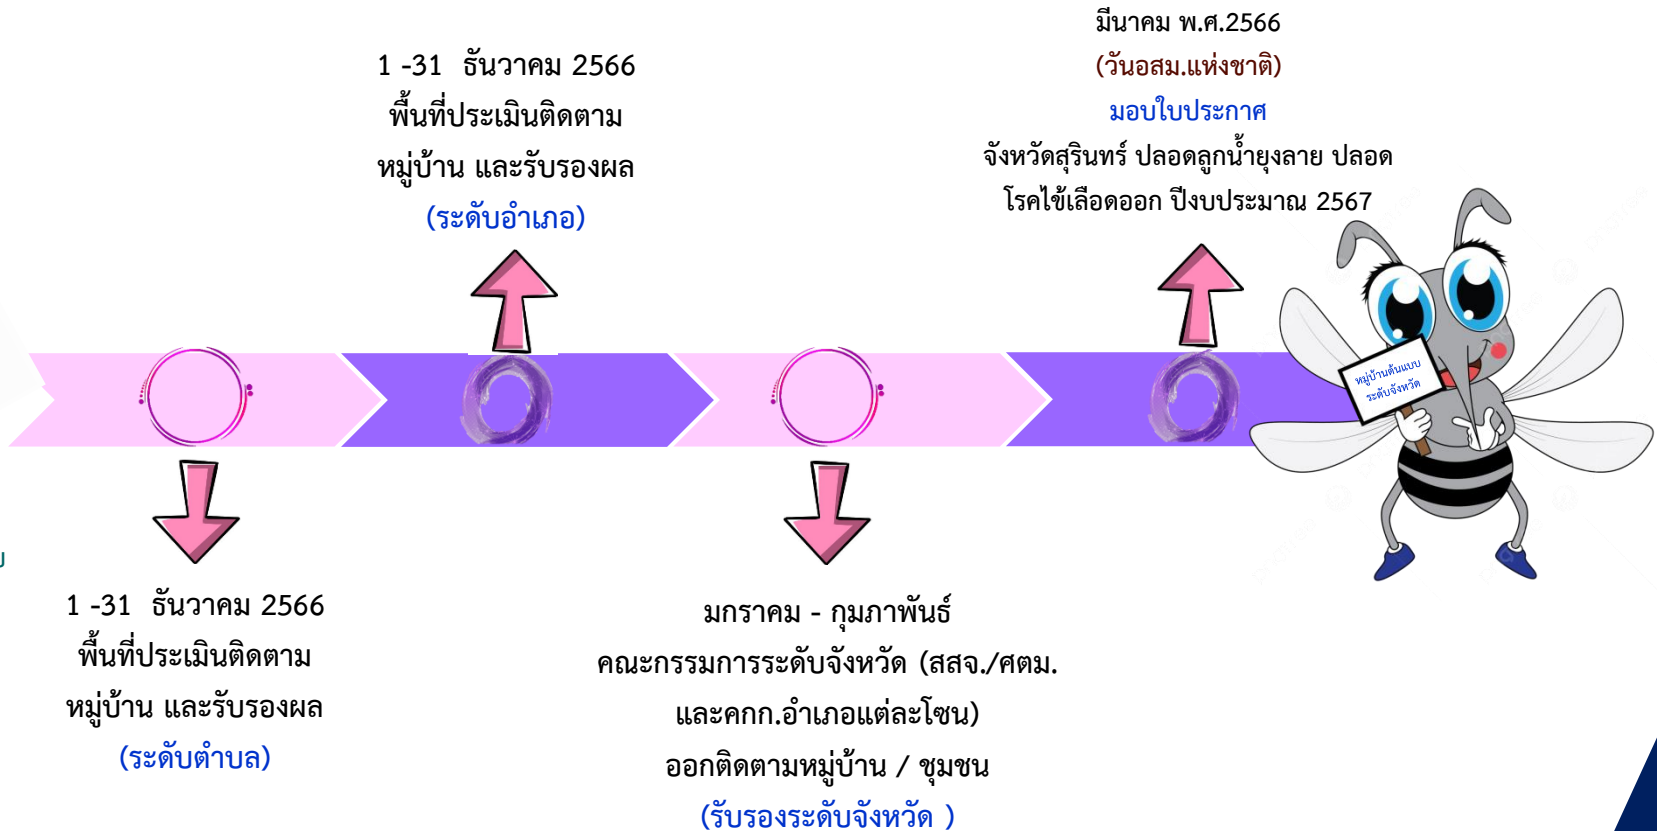 1 -31 ธันวาคม 2566
พื้นที่ประเมินติดตาม
หมู่บ้าน และรับรองผล
(ระดับอำเภอ)
มีนาคม พ.ศ.2566
(วันอสม.แห่งชาติ)
มอบใบประกาศ
จังหวัดสุรินทร์ ปลอดลูกน้ำยุงลาย ปลอด
โรคไข้เลือดออก ปีงบประมาณ 2567
หมู่บ้านต้นแบบ
ระดับจังหวัด
1 -31 ธันวาคม 2566
พื้นที่ประเมินติดตาม
หมู่บ้าน และรับรองผล
(ระดับตำบล)
มกราคม - กุมภาพันธ์
คณะกรรมการระดับจังหวัด (สสจ./ศตม.
และคกก.อำเภอแต่ละโซน)
ออกติดตามหมู่บ้าน / ชุมชน
(รับรองระดับจังหวัด )